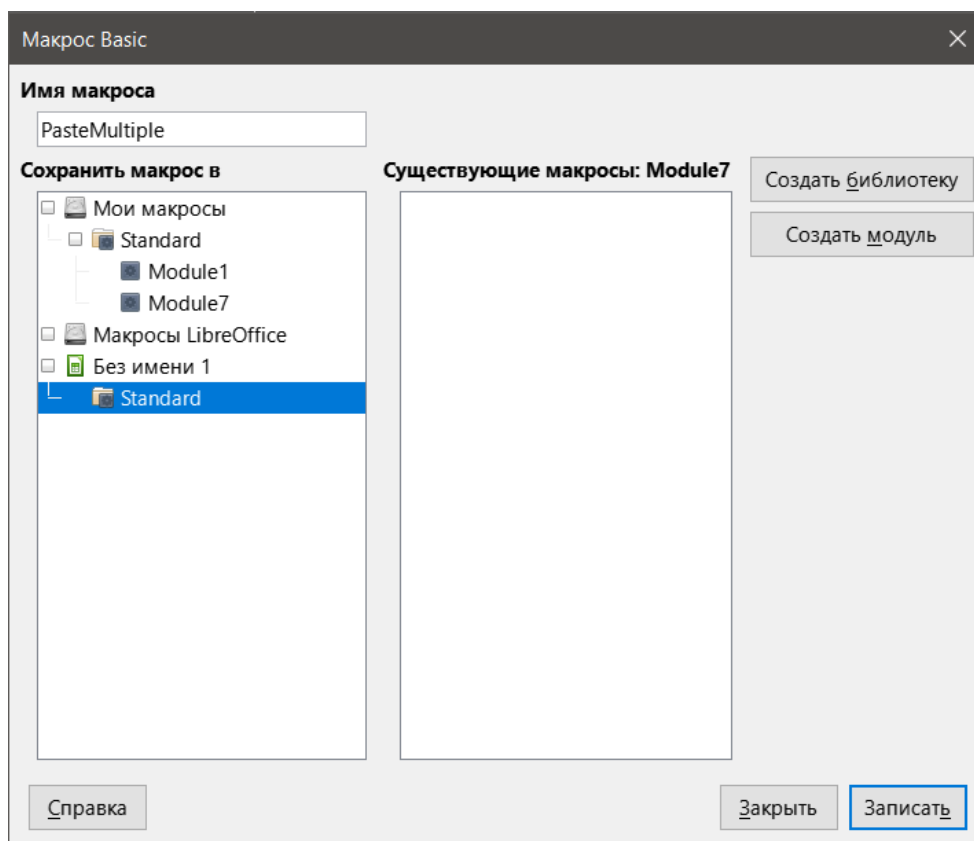 Макрос Basic
Имя макроса
PasteMultiple
Сохранить макрос в
Существующие макросы: Module7
Создать библиотеку
Создать модуль
Мои макросы
Standard
Module1
Module7
Макросы LibreOffice
Без имени 1
Standard
Справка
Закрыть
Записать